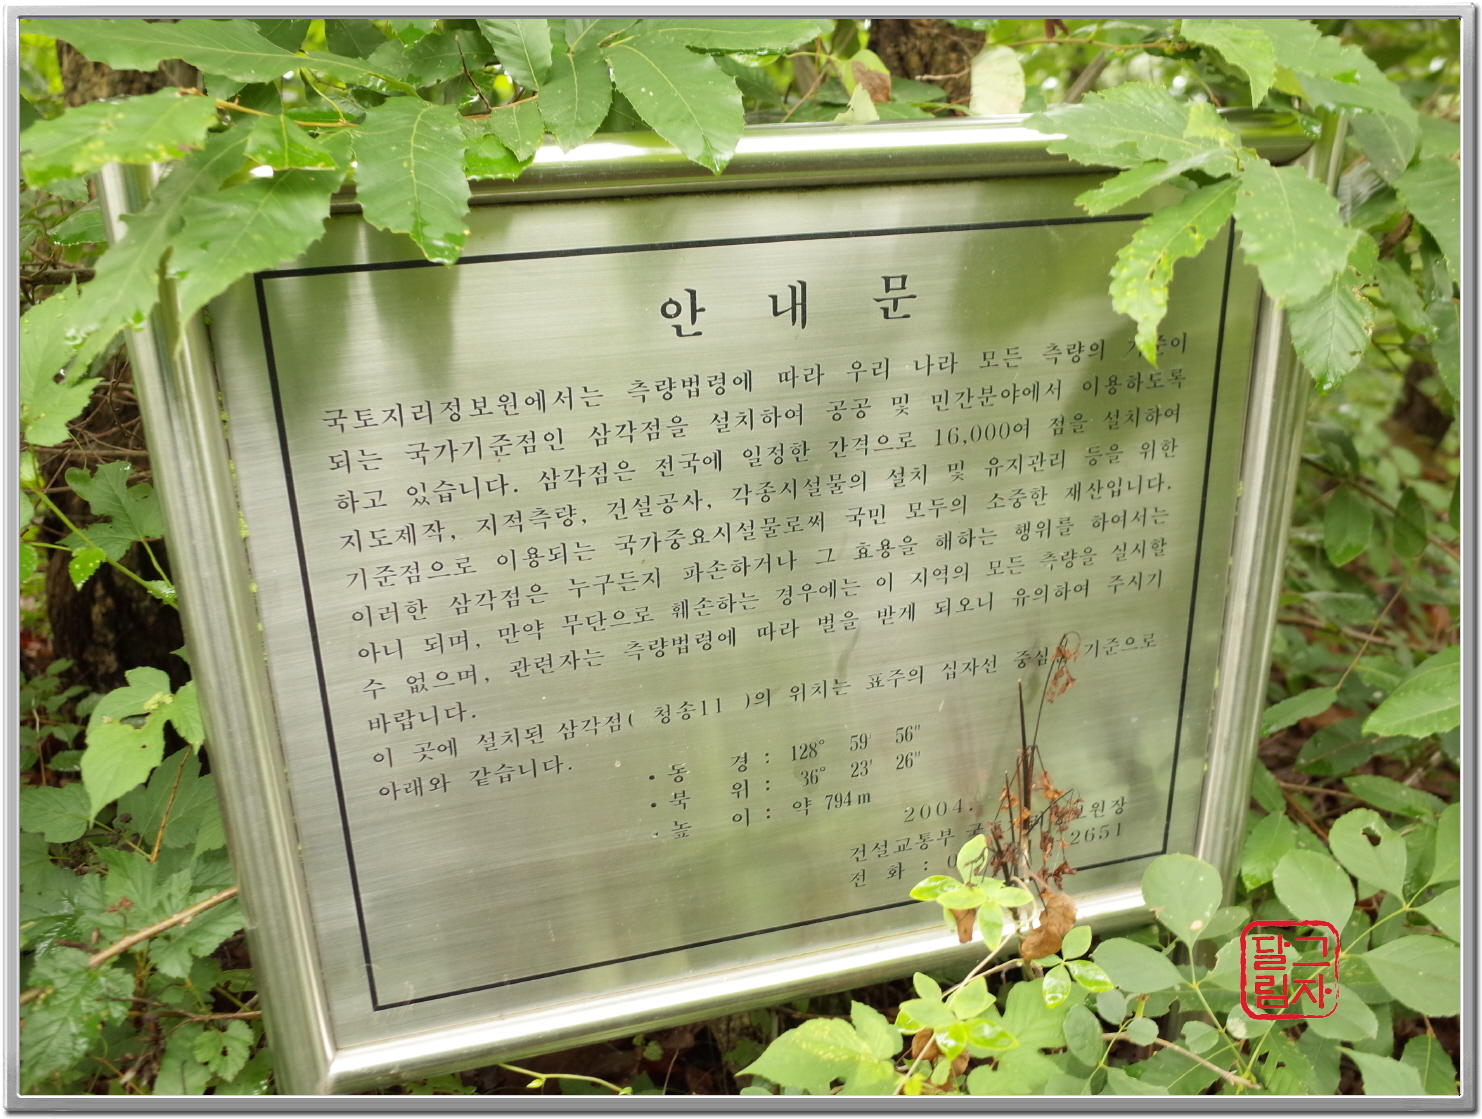 안 내 문
국토지리정보원에서는 측량법령에 따라 우리 나라 모든 측량의 기준이
되는 국가기준점인 삼각점을 설치하여 공공 및 민간분야에서 이용하도록
하고 있습니다. 삼각점은 전국에 일정한 간격으로 16,000여 점을 설치하여
지도제작, 지적측량, 건설공사, 각종시설물의 설치 및 유지관리 등을 위한
기준점으로 이용되는 국가중요시설물로써 국민 모두의 소중한 재산입니다.
이러한 삼각점은 누구든지 파손하거나 그 효용을 해하는 행위를 하여서는
아니 되며, 만약 무단으로 훼손하는 경우에는 이 지역의 모든 측량을 실시할
수 없으며, 관련자는 측량법령에 따라 벌을 받게 되오니 유의하여 주시기
바랍니다.
이 곳에 설치된 삼각점( 청송11 )의 위치는 표주의 십자선 기준으로
아래와 같습니다.
• 동 경 : 128° 59' 56"
• 북 위 : 36° 23' 26"
• 높 이 : 약 794m
2004.
건설교통부
전 화 : 2651
달그림자